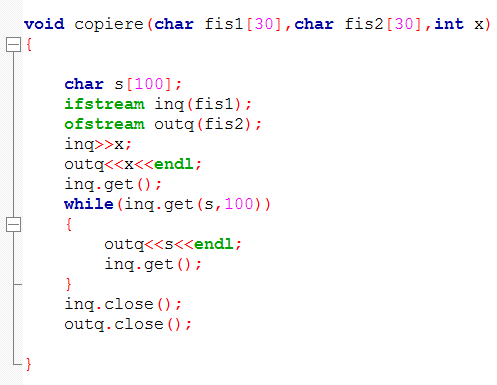 void copiere(char fis1[30],char fis2[30],int x)
{
char s[100];
ifstream inq(fis1);
ofstream outq(fis2);
inq>>x;
outq<<x<<endl;
inq.get();
while(inq.get(s,100))
{
outq<<s<<endl;
inq.get();
}
inq.close();
outq.close();
}